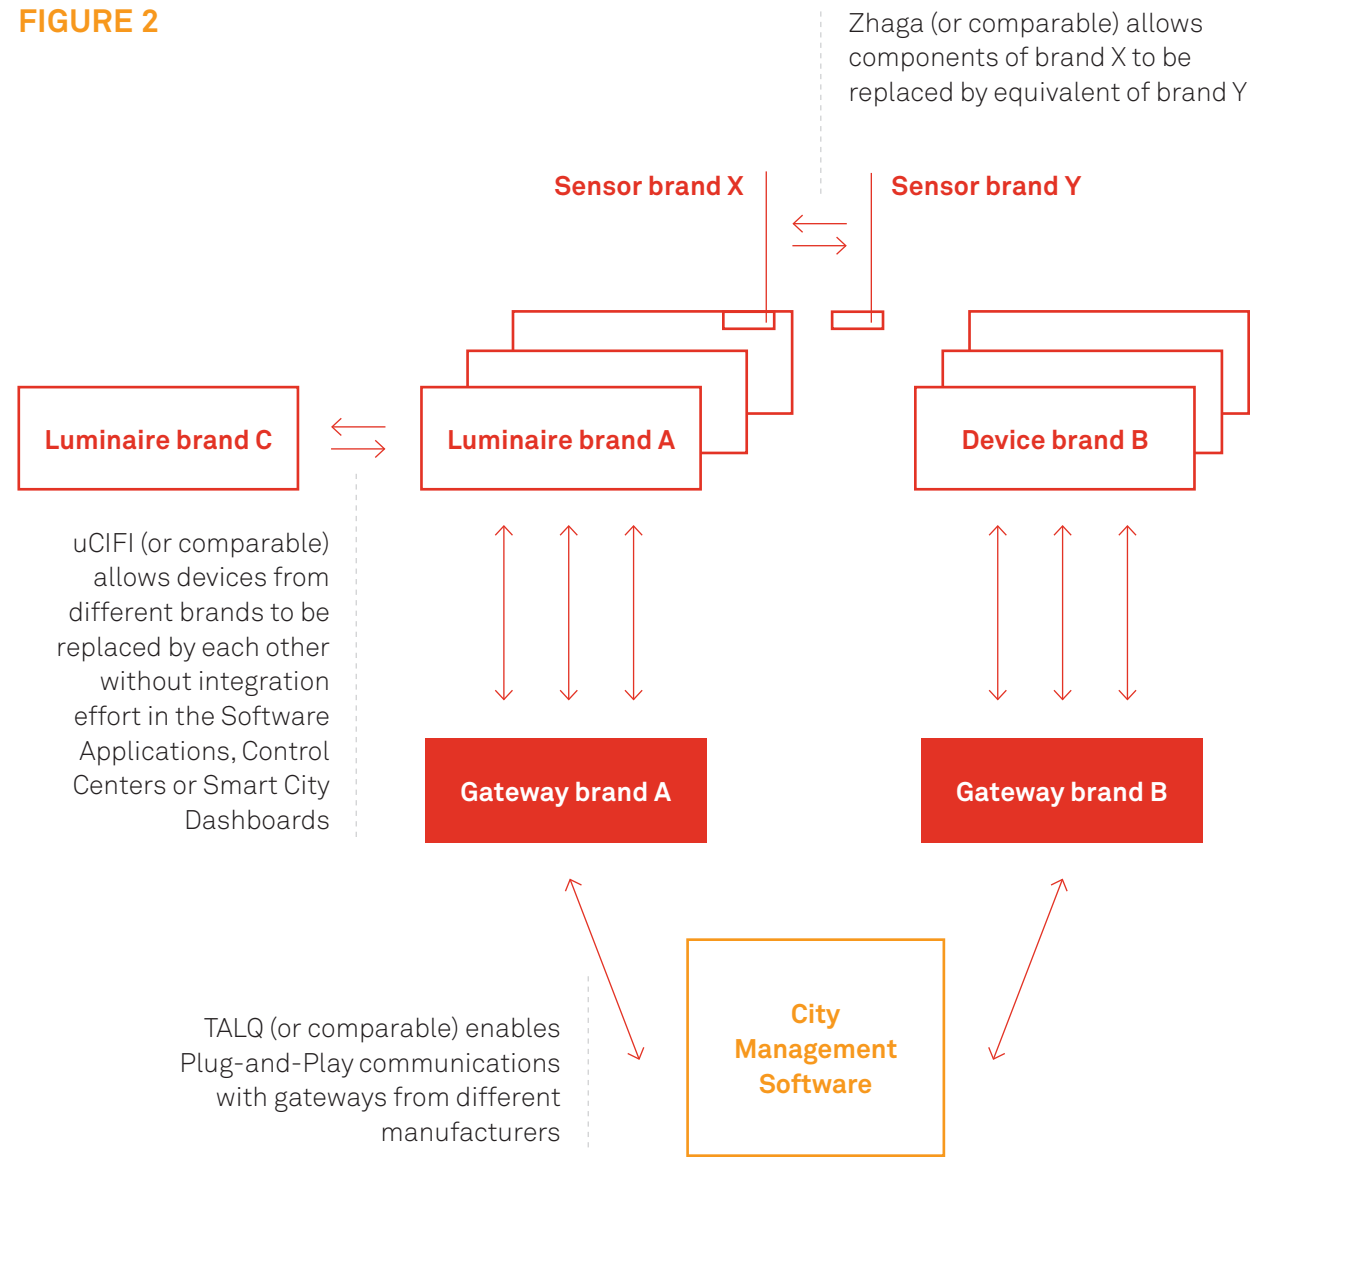 FIGURE 2
Zhaga (or comparable) allows
components of brand X to be
replaced by equivalent of brand Y
Sensor brand X
Sensor brand Y
Luminaire brand C
Luminaire brand A
Device brand B
uCIFI (or comparable)
allows devices from
different brands to be
replaced by each other
without integration
effort in the Software
Applications, Control
Centers or Smart City
Dashboards
Gateway brand A
Gateway brand B
City
Management
Software
TALQ (or comparable) enables
Plug-and-Play communications
with gateways from different
manufacturers